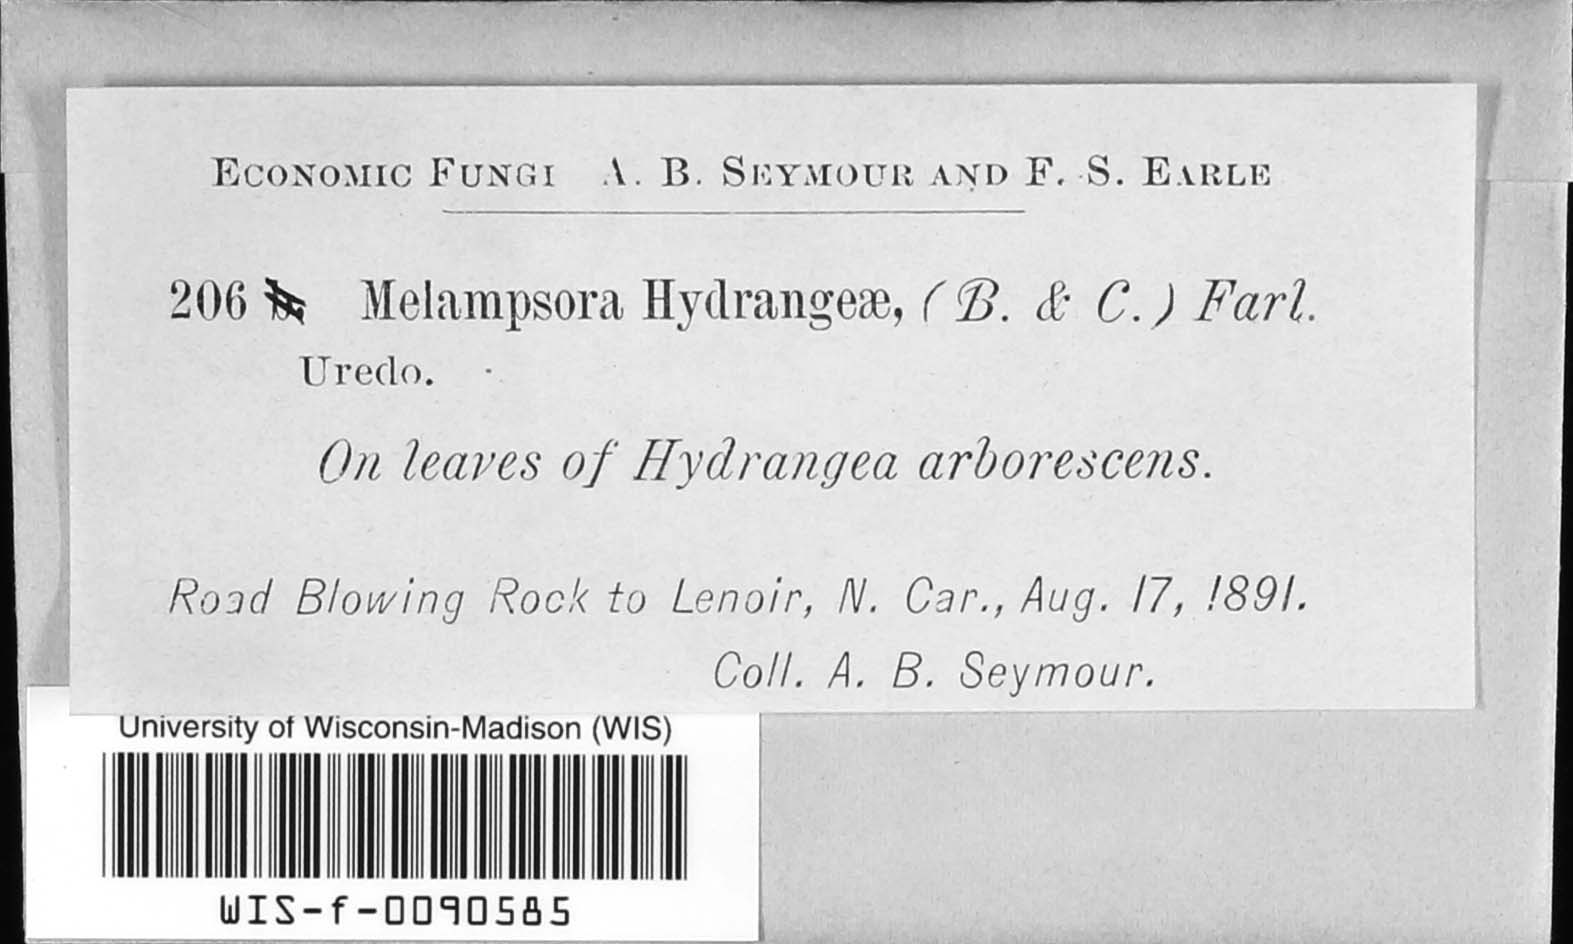 Economic Fungi A. B. Seymour and F. S. Earle
206 Melampsora Hydrangeæ, (B. & C.) Farl.
Uredo.
On leaves of Hydrangea arborescens.
Road Blowing Rock to Lenoir, N. Car., Aug. 17, 1891.
Coll. A. B. Seymour.
University of Wisconsin-Madison (WIS)
WIS-f-0090585